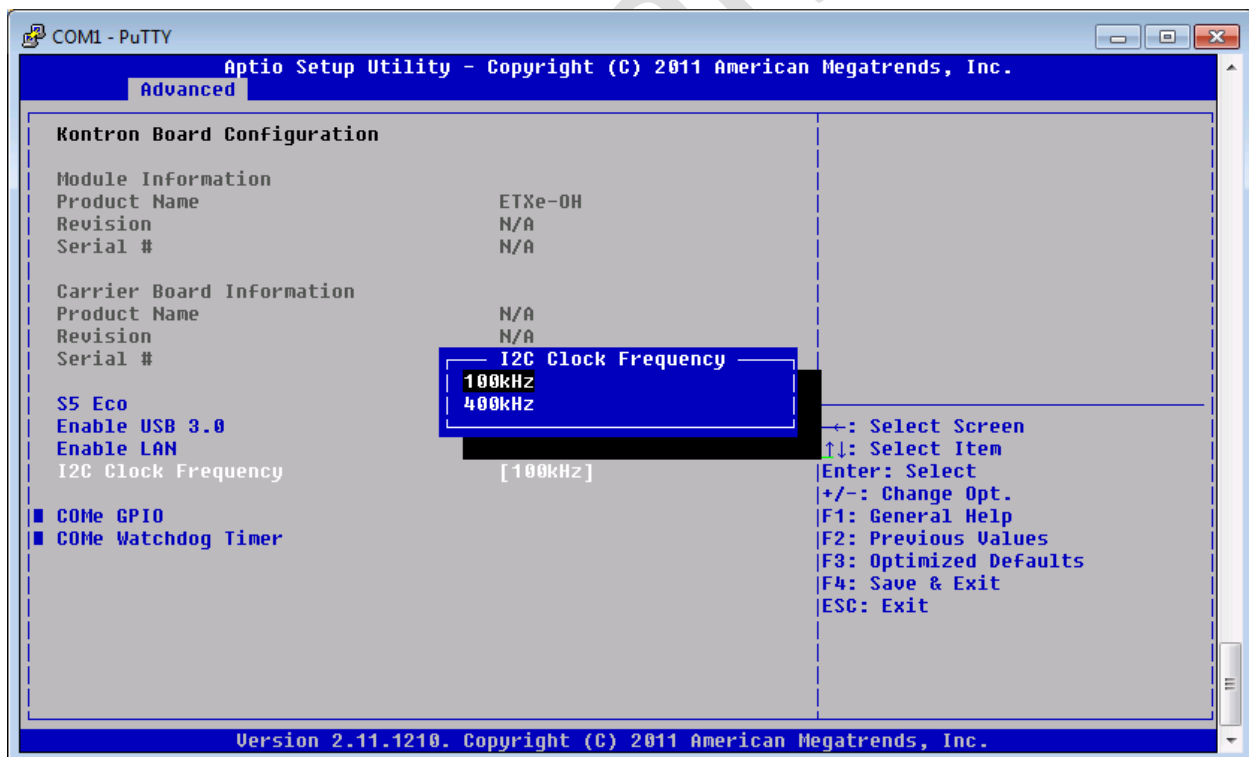 COM1 - PuTTY
Aptio Setup Utility - Copyright (C) 2011 American Megatrends, Inc.
Advanced
Kontron Board Configuration
Module Information
Product Name ETXe-OH
Revision N/A
Serial # N/A
Carrier Board Information
Product Name N/A
Revision N/A
Serial #
I2C Clock Frequency
100kHz
400kHz
S5 Eco
Enable USB 3.0
Enable LAN
I2C Clock Frequency [100kHz]
COMe GPIO
COMe Watchdog Timer
→←: Select Screen
↑↓: Select Item
Enter: Select
+/-: Change Opt.
F1: General Help
F2: Previous Values
F3: Optimized Defaults
F4: Save & Exit
ESC: Exit
Version 2.11.1210. Copyright (C) 2011 American Megatrends, Inc.